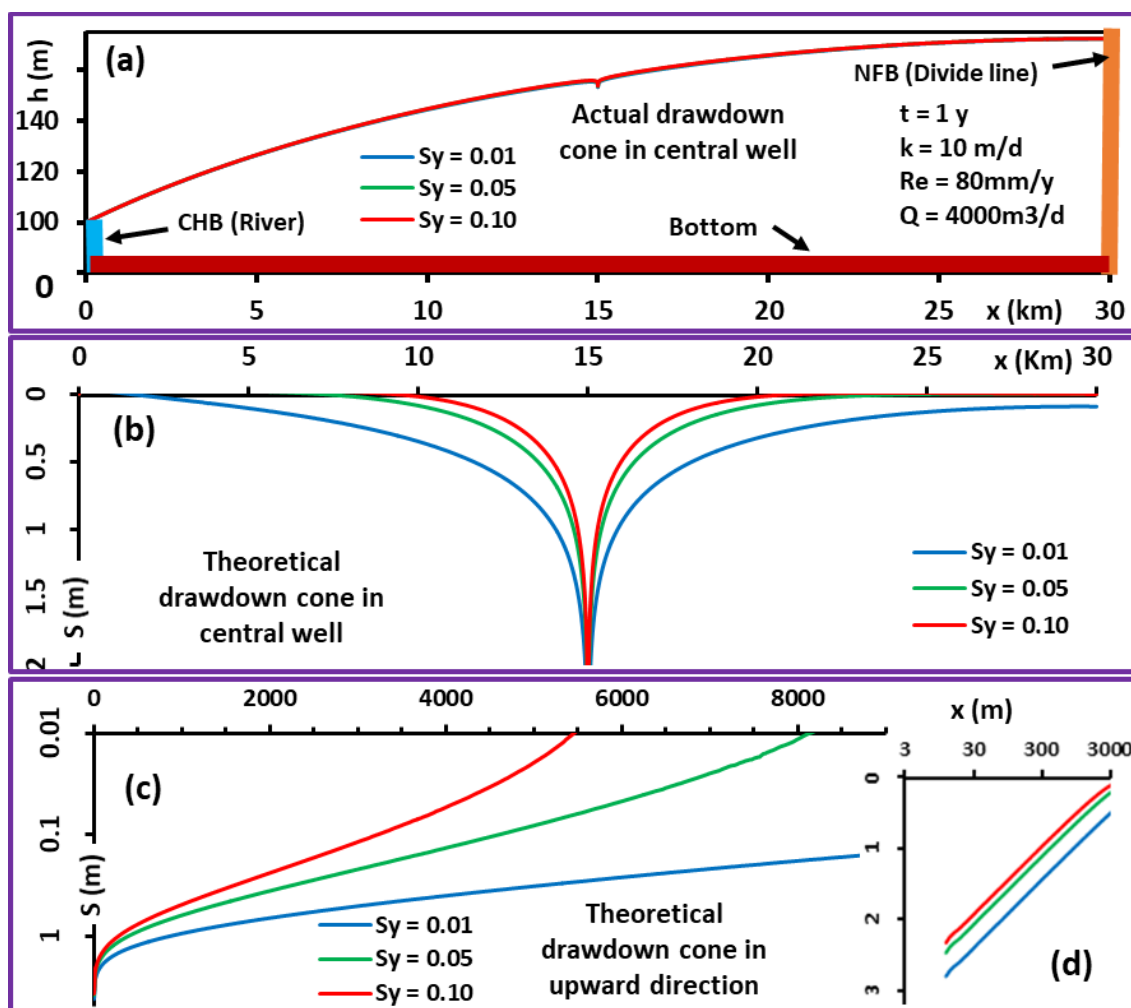 (a)
h (m)
140
120
100
0
NFB (Divide line)
t = 1 y
k = 10 m/d
Re = 80mm/y
Q = 4000m3/d
Actual drawdown
cone in central well
Sy = 0.01
Sy = 0.05
Sy = 0.10
CHB (River)
Bottom
0 5 10 15 20 25 x (km) 30
0 5 10 15 20 x (Km) 30
(b)
0
0.5
1
1.5
2
S (m)
Theoretical
drawdown cone in
central well
Sy = 0.01
Sy = 0.05
Sy = 0.10
0 2000 4000 6000 8000 x (m)
(c)
0.01
0.1
1
S (m)
Sy = 0.01
Sy = 0.05
Sy = 0.10
Theoretical
drawdown cone in
upward direction
3 30 300 3000
0
1
2
3
(d)